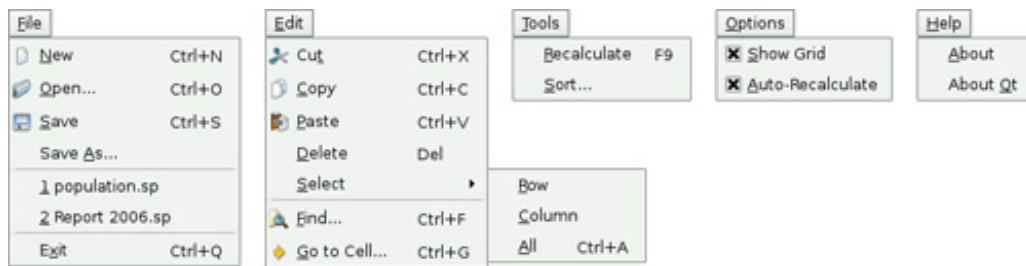 File
New Ctrl+N
Open... Ctrl+O
Save Ctrl+S
Save As...
1 population.sp
2 Report 2006.sp
Exit Ctrl+Q
Edit
Cut Ctrl+X
Copy Ctrl+C
Paste Ctrl+V
Delete Del
Select
Find... Ctrl+F
Go to Cell... Ctrl+G
Row
Column
All Ctrl+A
Tools
Recalculate F9
Sort...
Options
Show Grid
Auto-Recalculate
Help
About
About Qt